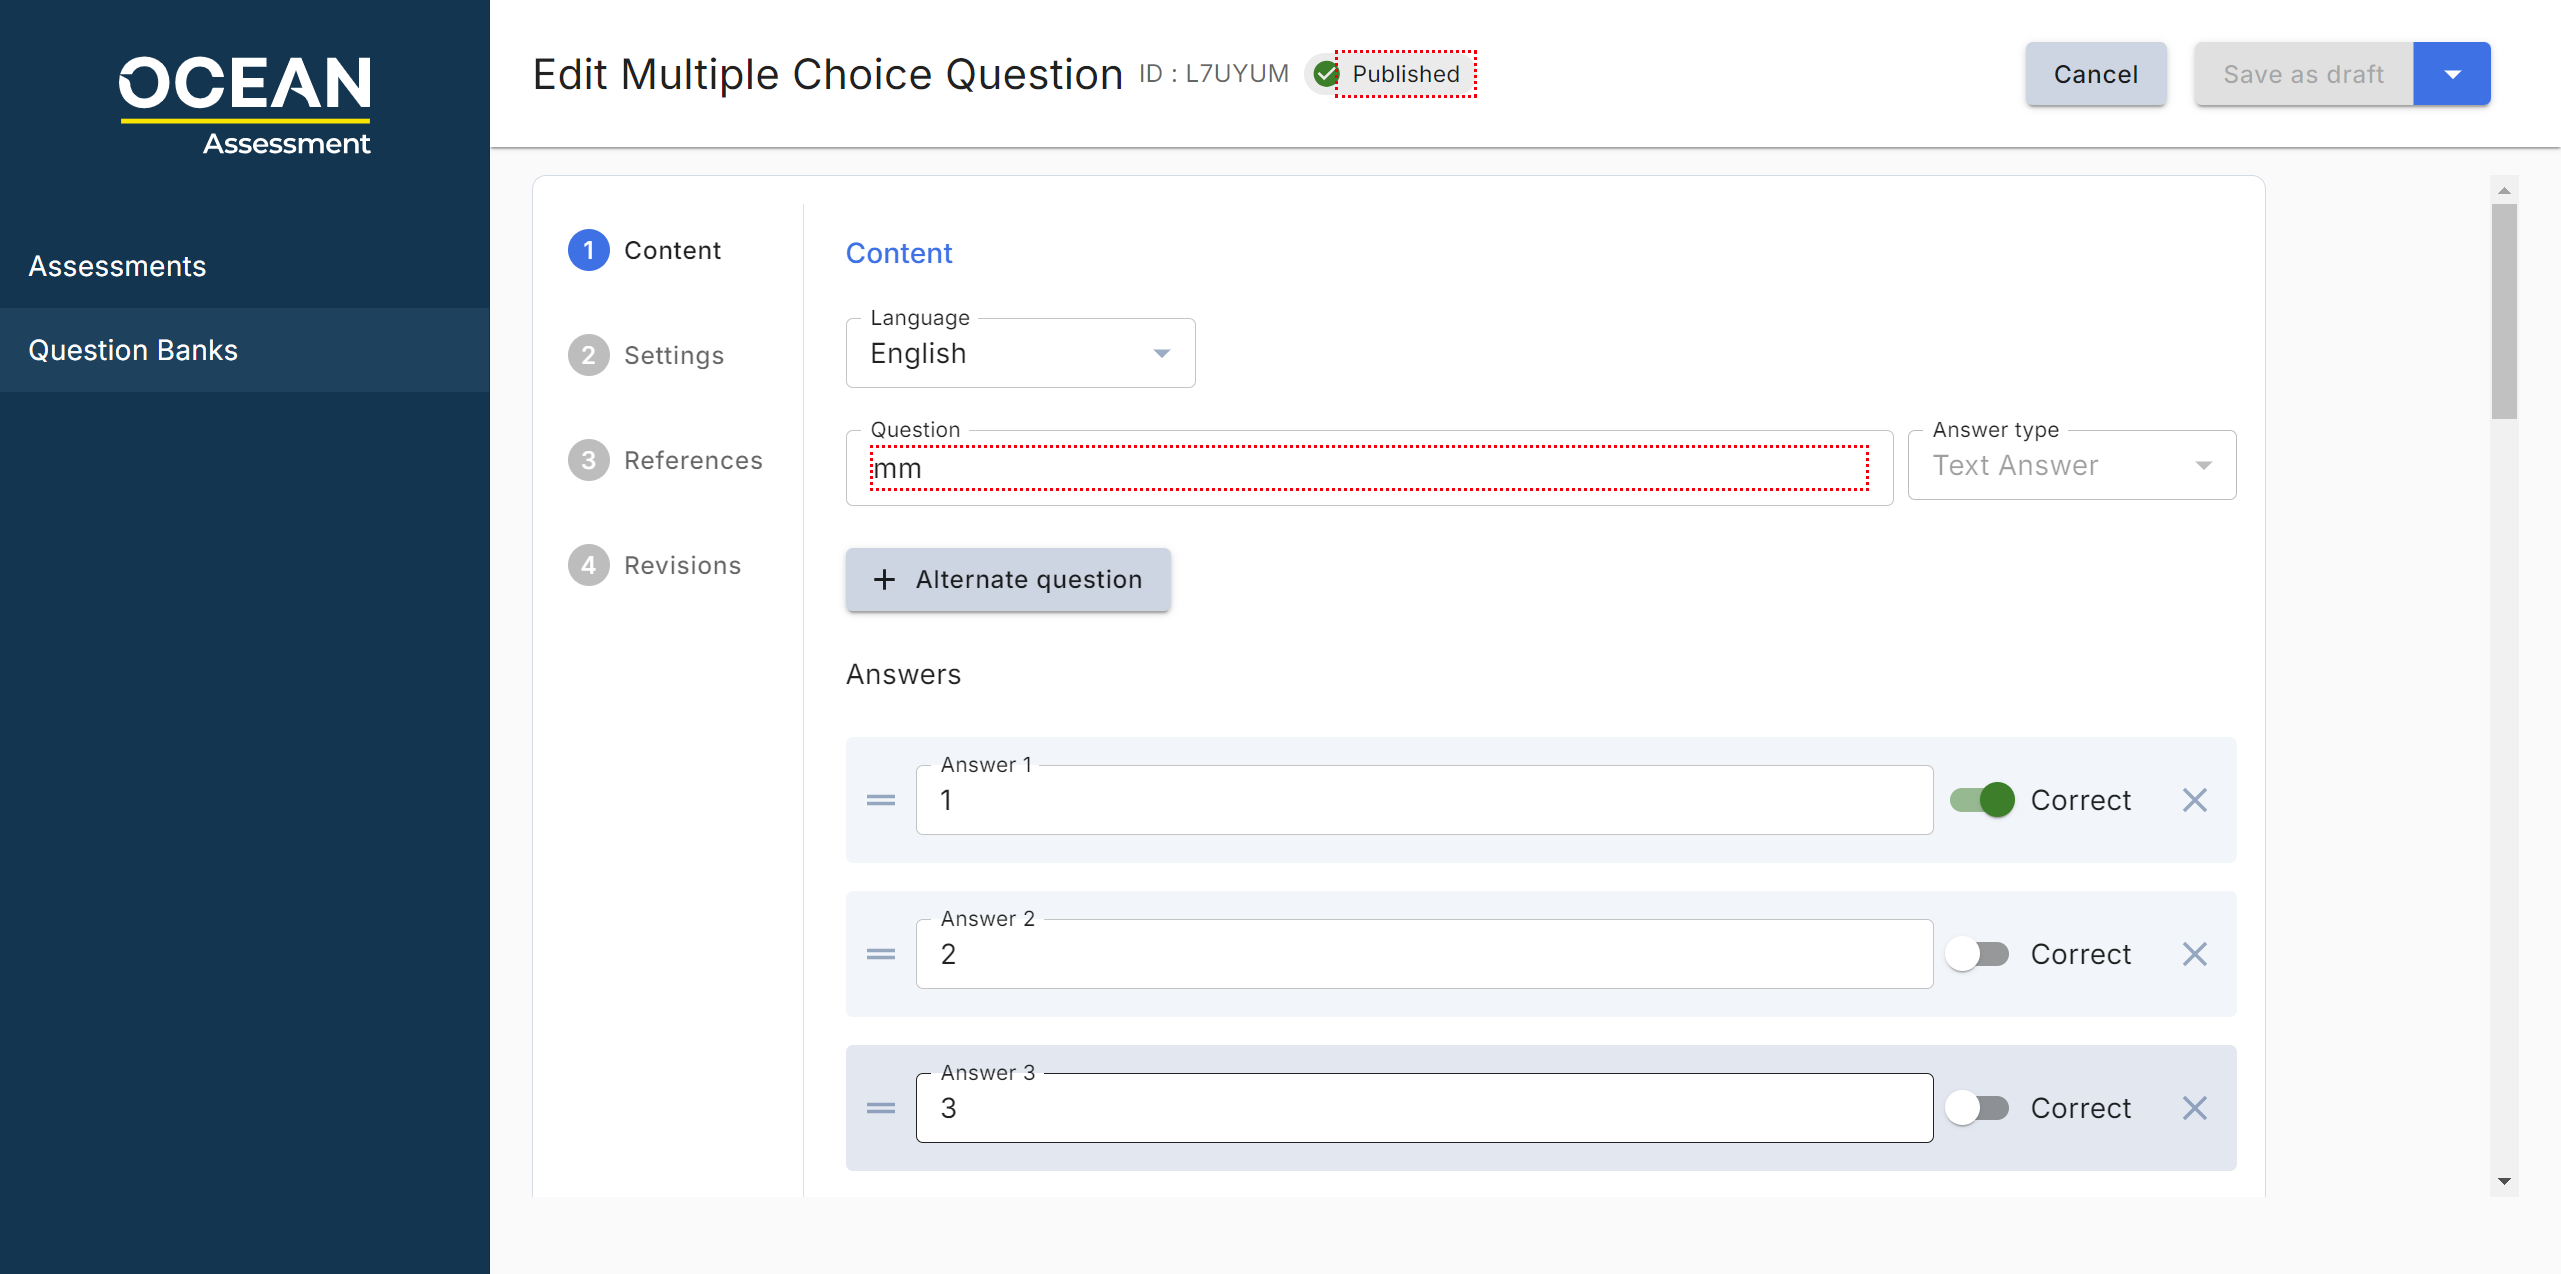 OCEAN
Assessment
Assessments
Question Banks
Edit Multiple Choice Question ID : L7UYUM Published
Cancel
Save as draft
1 Content
2 Settings
3 References
4 Revisions
Content
Language
English
Question
mm
Answer type
Text Answer
Alternate question
Answers
Answer 1
1
Correct
Answer 2
2
Correct
Answer 3
3
Correct